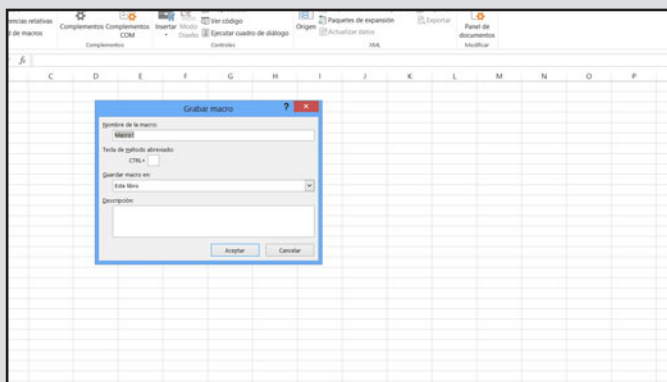 rencias relativas
d de macros
Complementos Complementos COM
Complementos
Insertar Modo Diseño
Ver código
Ejecutar cuadro de diálogo
Controles
Origen
Paquetes de expansión
Actualizar datos
Exportar
XML
Panel de documentos
Modificar
fx
C D E F G H I J K L M N O P
Grabar macro ? ×
Nombre de la macro:
Macro1
Tecla de método abreviado:
CTRL+
Guardar macro en:
Este libro
Descripción:
Aceptar Cancelar